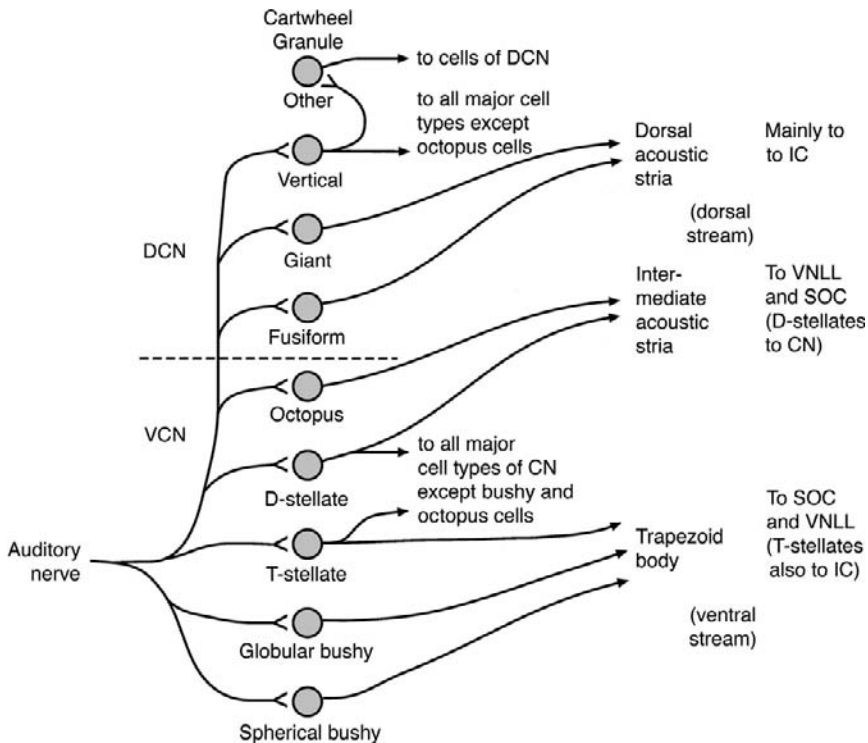 Cartwheel
Granule
Other
to cells of DCN
to all major cell
types except
octopus cells
Vertical
Giant
Fusiform
DCN
Dorsal
acoustic
stria
Mainly to
to IC
(dorsal
stream)
Inter-
mediate
acoustic
stria
To VNLL
and SOC
(D-stellates
to CN)
Octopus
VCN
D-stellate
to all major
cell types of CN
except bushy and
octopus cells
T-stellate
Auditory
nerve
Trapezoid
body
To SOC
and VNLL
(T-stellates
also to IC)
(ventral
stream)
Globular bushy
Spherical bushy